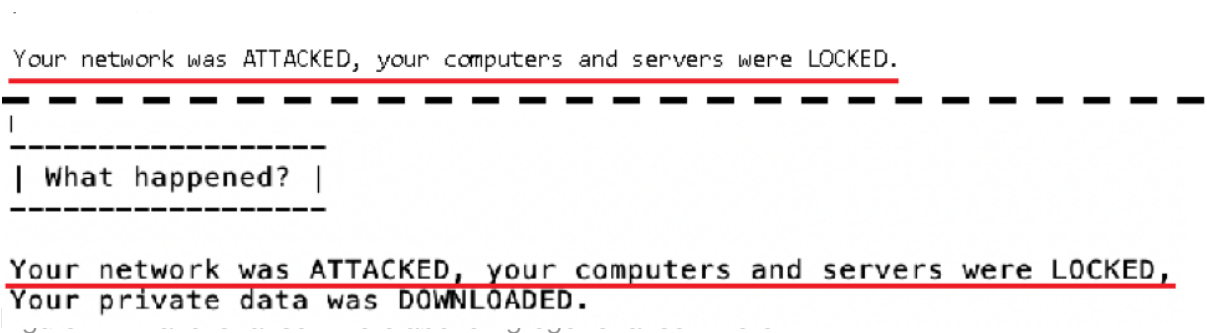 Your network was ATTACKED, your computers and servers were LOCKED.
------------------
| What happened? |
------------------
Your network was ATTACKED, your computers and servers were LOCKED,
Your private data was DOWNLOADED.